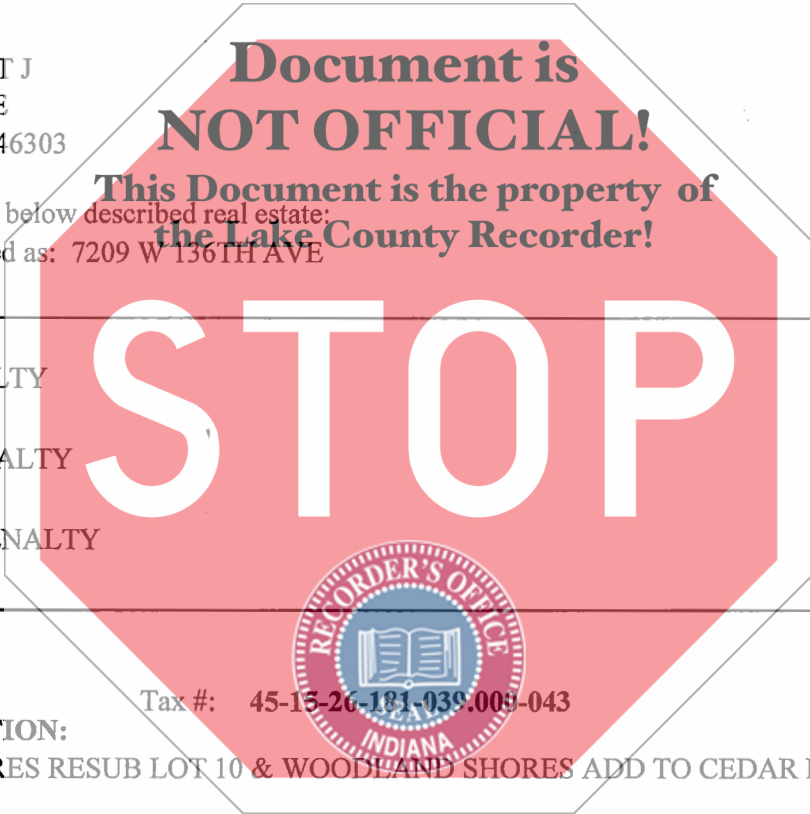 Document is
T J
NOT OFFICIAL!
46303
This Document is the property of
below described real estate:
the Lake County Recorder!
d as: 7209 W 136TH AVE
STOP
LTY
ALTY
NALTY
RECORDER'S OFFICE
SEAL
INDIANA
Tax #: 45-15-26-181-039.000-043
TION:
RES RESUB LOT 10 & WOODLAND SHORES ADD TO CEDAR